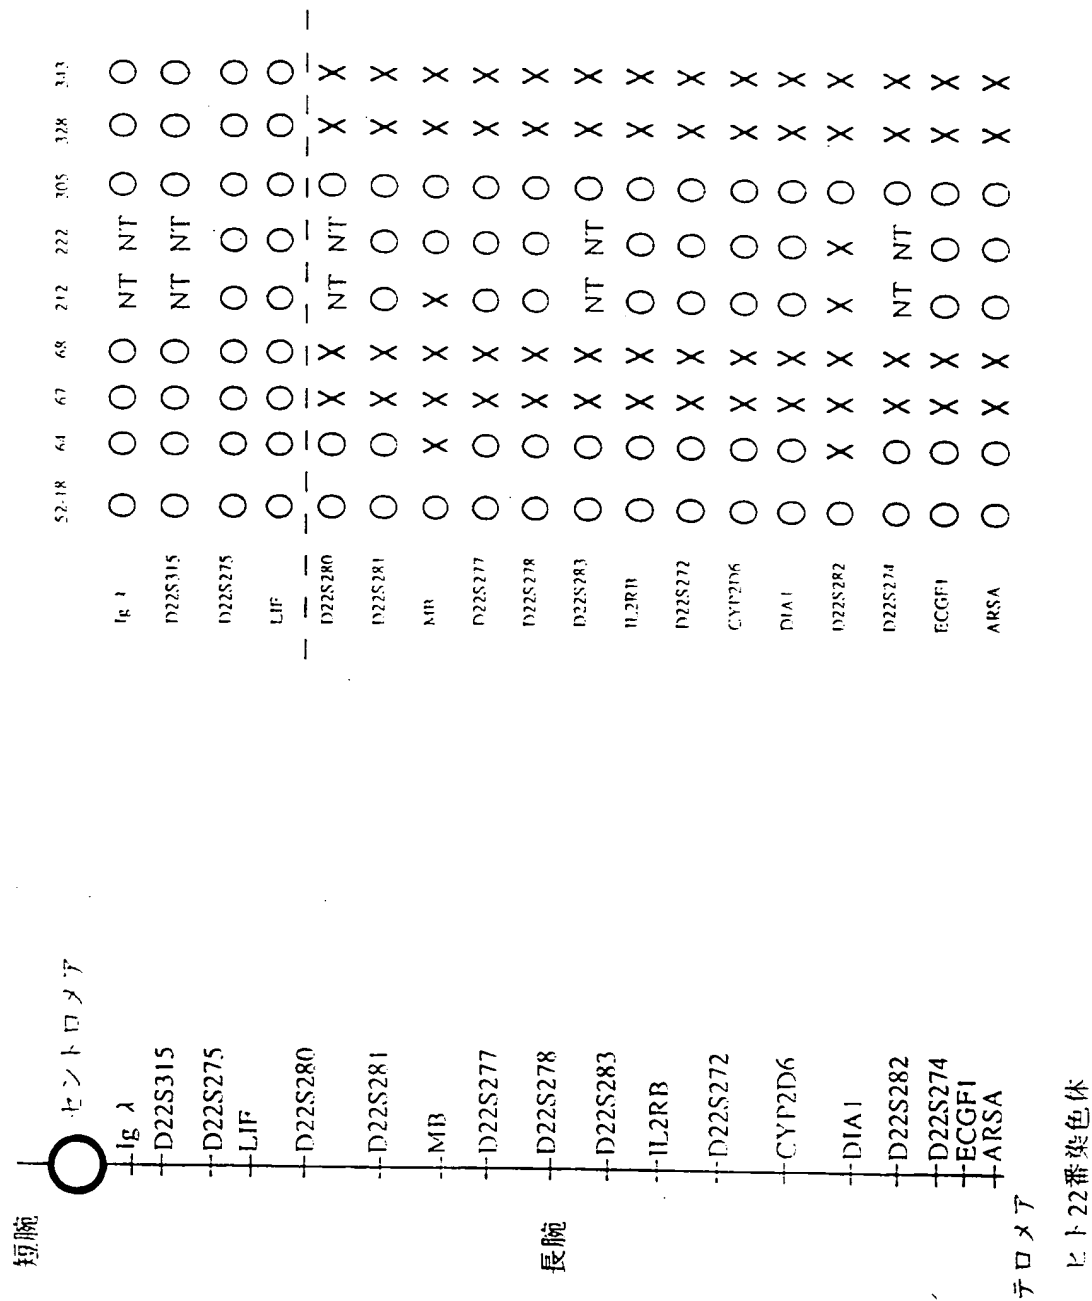 短腕
セントロメア
Ig λ
D22S315
D22S275
LIF
D22S280
D22S281
MB
D22S277
D22S278
D22S283
IL2RB
D22S272
CYP2D6
DIA1
D22S282
D22S274
ECGF1
ARSA
長腕
テロメア
ヒト22番染色体
52-18 64 67 68 212 222 305 328 343
Ig λ O O O O NT NT O O O
D22S315 O O O O NT NT O O O
D22S275 O O O O O O O O O
LIF O O O O O O O O O
D22S280 O O X X NT NT O X X
D22S281 O O X X O O O X X
MB O X X X X O O X X
D22S277 O O X X O O O X X
D22S278 O O X X O O O X X
D22S283 O O X X NT NT O X X
IL2RB O O X X O O O X X
D22S272 O O X X O O O X X
CYP2D6 O O X X O O O X X
DIA1 O O X X O O O X X
D22S282 O X X X X X O X X
D22S274 O O X X NT NT O X X
ECGF1 O O X X O O O X X
ARSA O O X X O O O X X